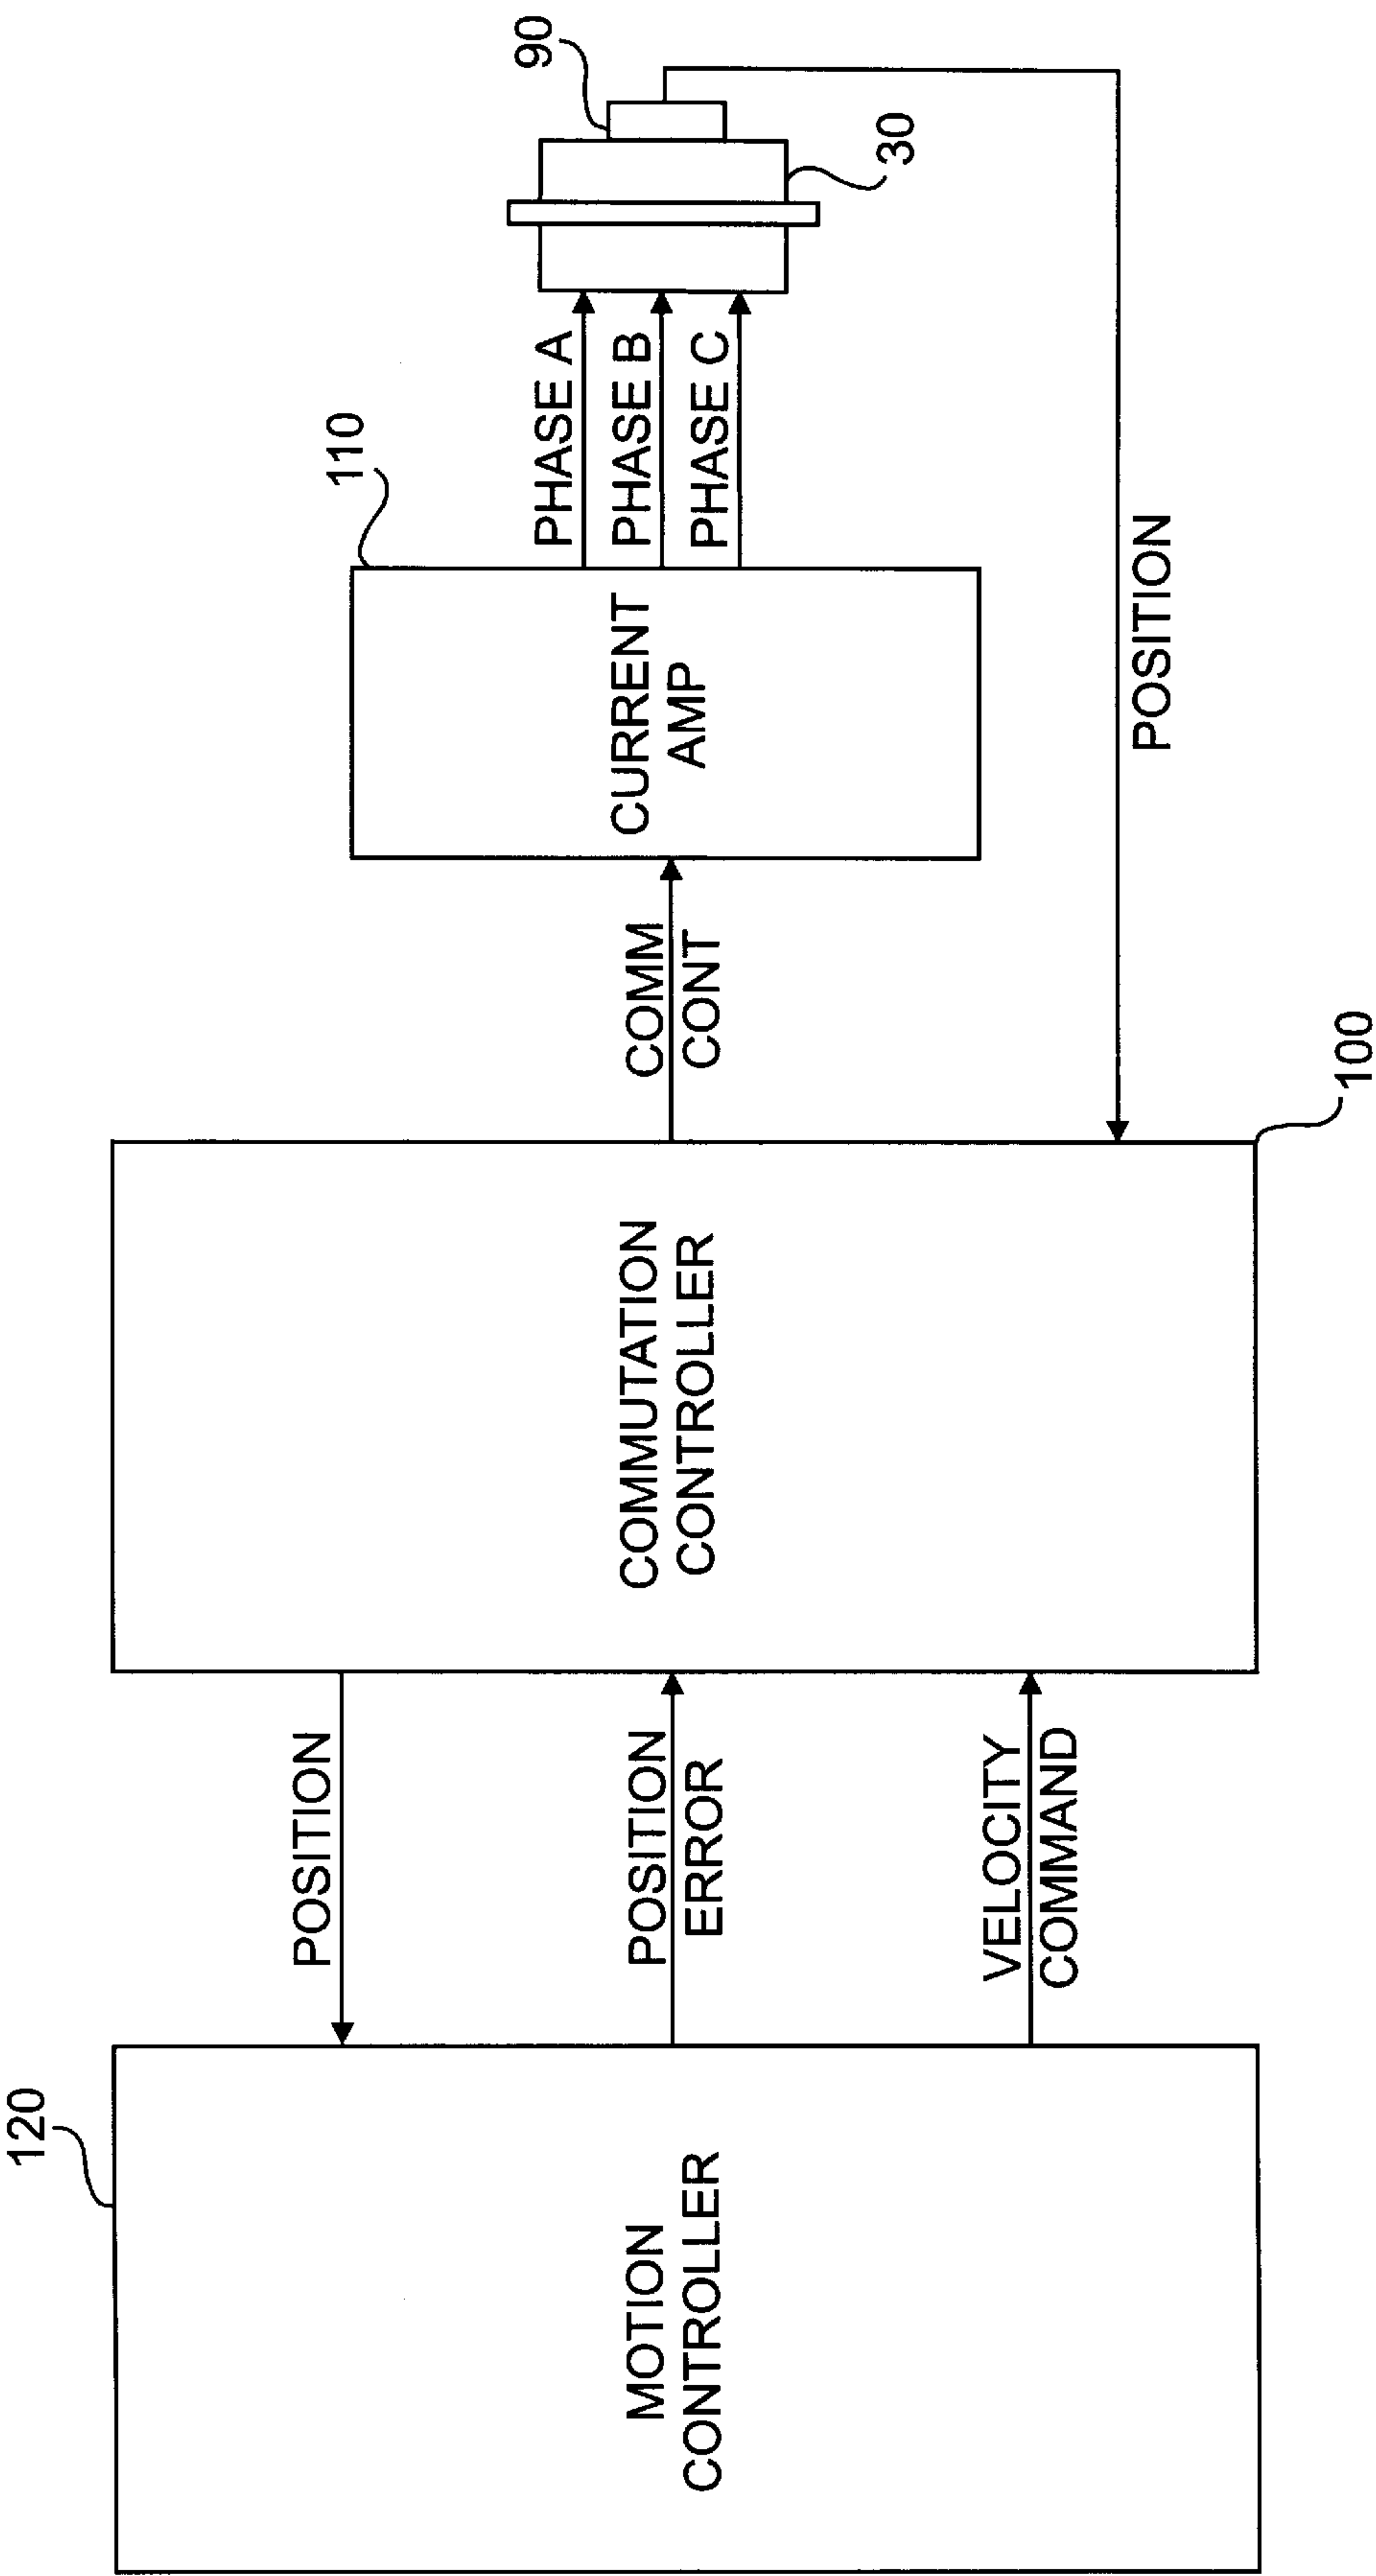 120
MOTION
CONTROLLER
POSITION
POSITION
ERROR
VELOCITY
COMMAND
COMMUTATION
CONTROLLER
100
COMM
CONT
110
CURRENT
AMP
PHASE A
PHASE B
PHASE C
90
30
POSITION